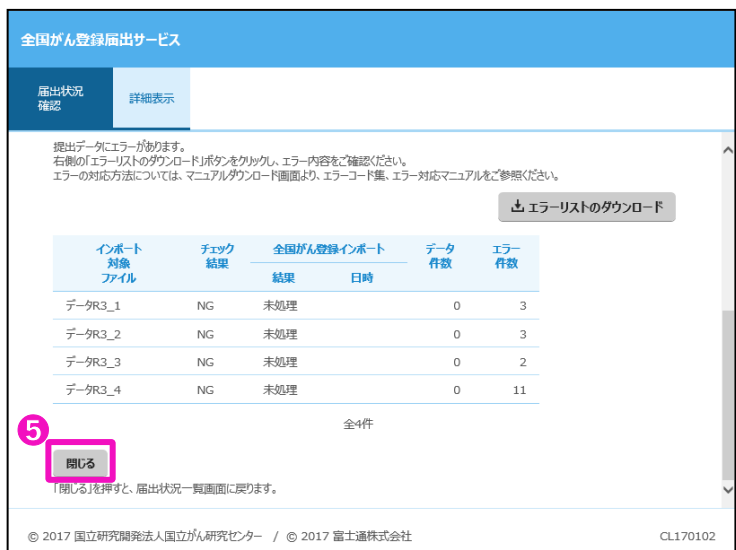 全国がん登録届出サービス
届出状況
確認
詳細表示
提出データにエラーがあります。
右側の「エラーリストのダウンロード」ボタンをクリックし、エラー内容をご確認ください。
エラーの対応方法については、マニュアルダウンロード画面より、エラーコード集、エラー対応マニュアルをご参照ください。
エラーリストのダウンロード
インポート
対象
ファイル
チェック
結果
全国がん登録インポート
結果 日時
データ
件数
エラー
件数
データR3_1 NG 未処理 0 3
データR3_2 NG 未処理 0 3
データR3_3 NG 未処理 0 2
データR3_4 NG 未処理 0 11
全4件
5
閉じる
「閉じる」を押すと、届出状況一覧画面に戻ります。
© 2017 国立研究開発法人国立がん研究センター / © 2017 富士通株式会社 CL170102